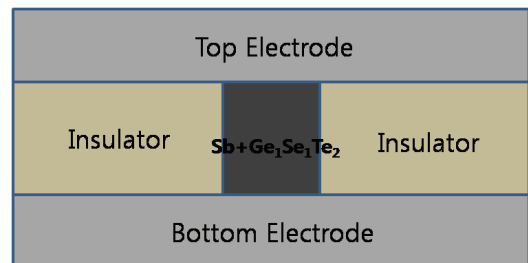 Top Electrode
Insulator Sb+Ge₁Se₁Te₂ Insulator
Bottom Electrode